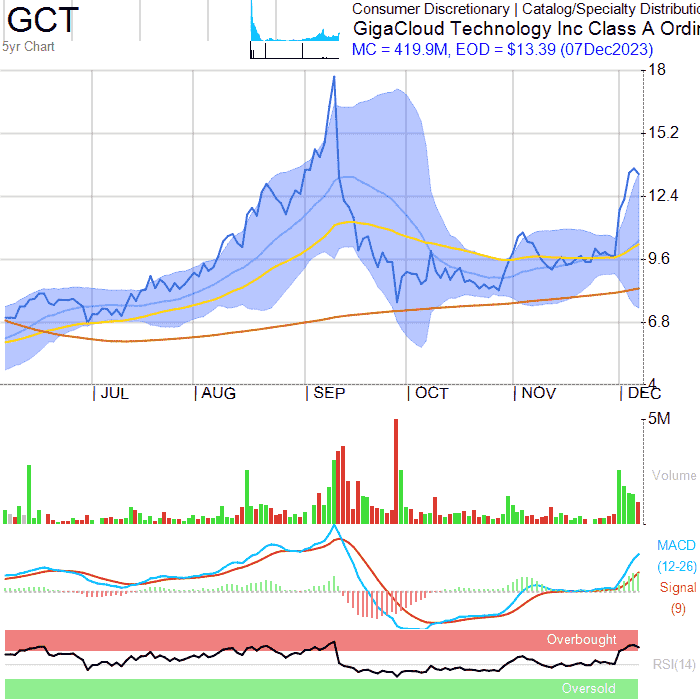 GCT
5yr Chart
Consumer Discretionary | Catalog/Specialty Distributio
GigaCloud Technology Inc Class A Ordin
MC = 419.9M, EOD = $13.39 (07Dec2023)
18
15.2
12.4
9.6
6.8
4
JUL AUG SEP OCT NOV DEC
5M
Volume
MACD
(12-26)
Signal
(9)
Overbought
RSI(14)
Oversold